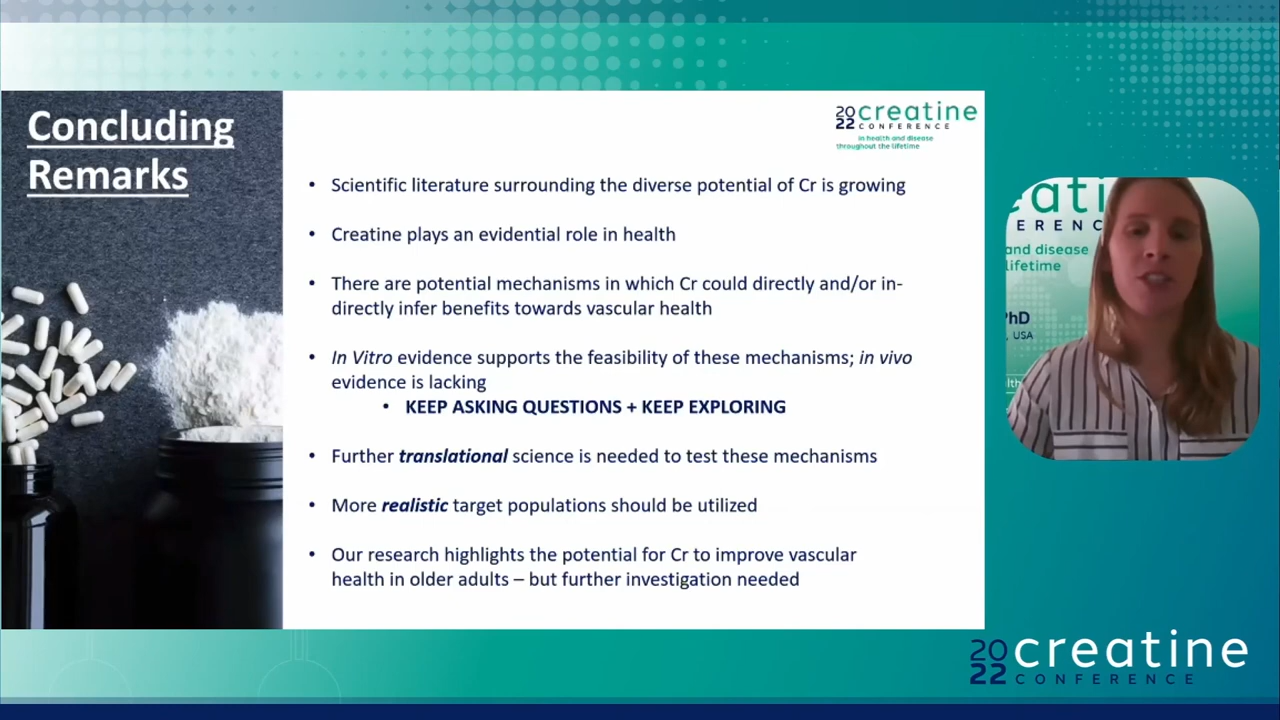 Concluding
Remarks
2022 creatine
CONFERENCE
in health and disease
throughout the lifetime
• Scientific literature surrounding the diverse potential of Cr is growing
• Creatine plays an evidential role in health
• There are potential mechanisms in which Cr could directly and/or in-
directly infer benefits towards vascular health
• In Vitro evidence supports the feasibility of these mechanisms; in vivo
evidence is lacking
• KEEP ASKING QUESTIONS + KEEP EXPLORING
• Further translational science is needed to test these mechanisms
• More realistic target populations should be utilized
• Our research highlights the potential for Cr to improve vascular
health in older adults – but further investigation needed
eati
ERENC
and disease
lifetime
PhD
, USA
2022 creatine
CONFERENCE